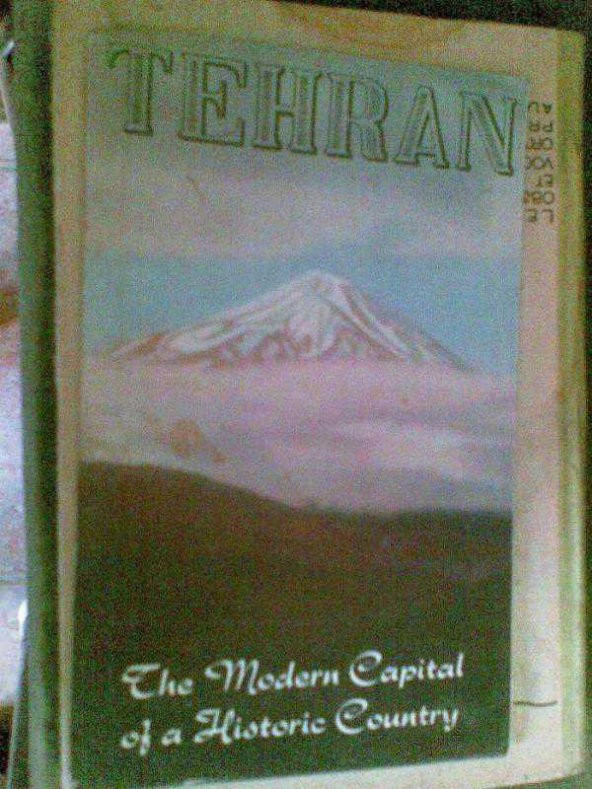 TEHRAN
The Modern Capital
of a Historic Country